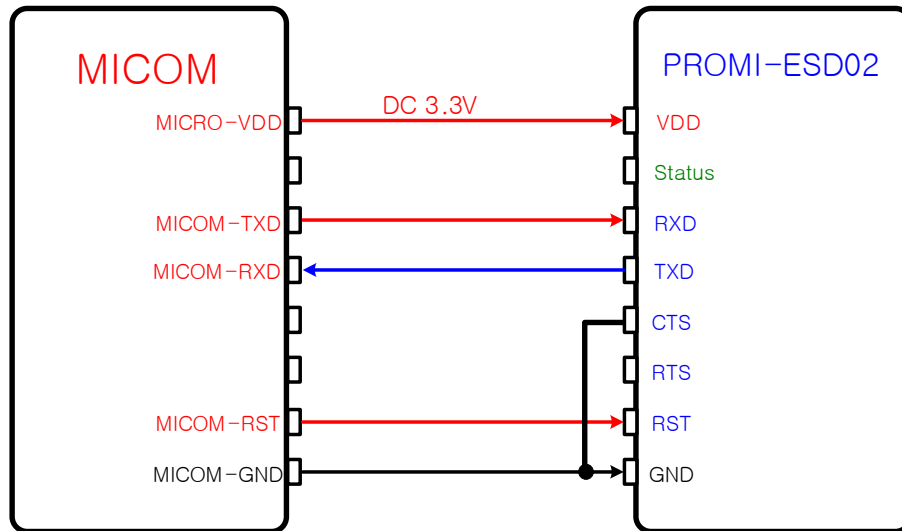 MICOM
PROMI-ESD02
DC 3.3V
MICRO-VDD
VDD
Status
MICOM-TXD
RXD
MICOM-RXD
TXD
CTS
RTS
MICOM-RST
RST
MICOM-GND
GND